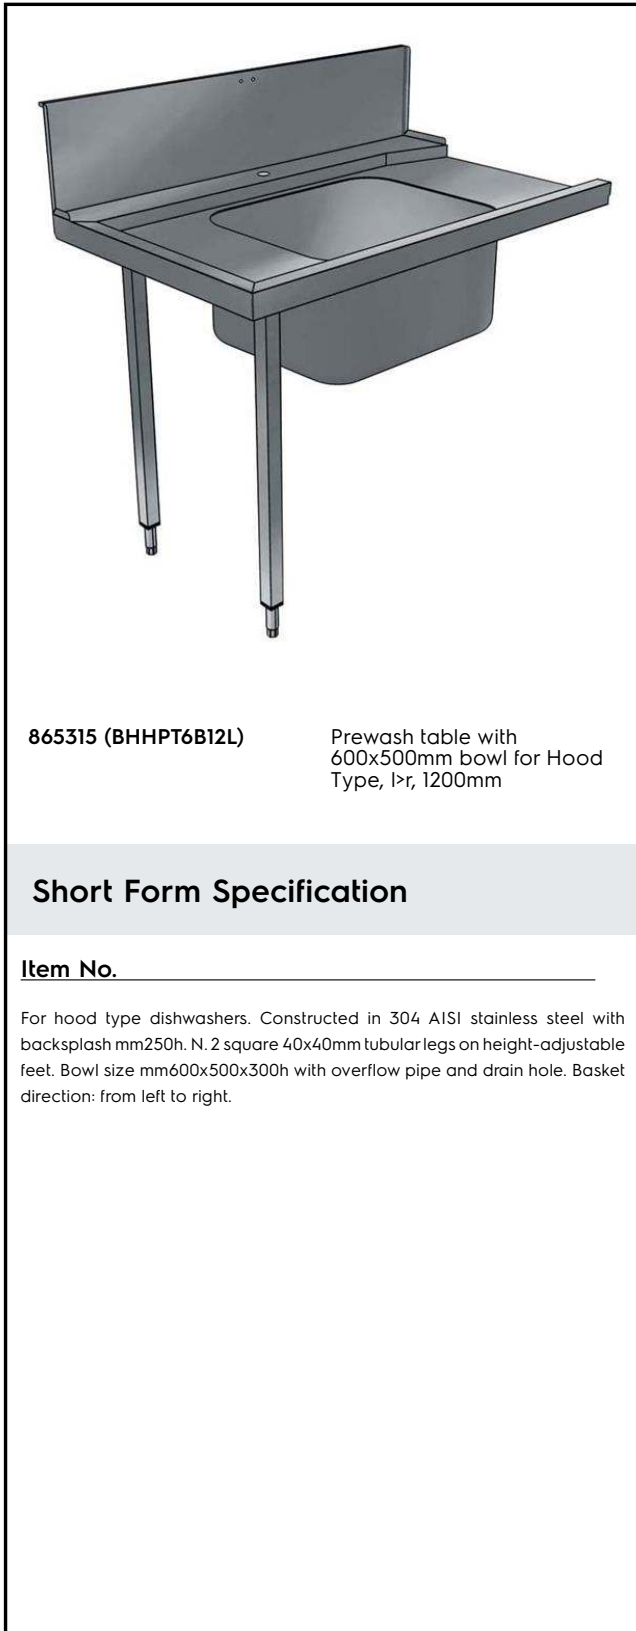 865315 (BHHPT6B12L)
Prewash table with
600x500mm bowl for Hood
Type, l>r, 1200mm
Short Form Specification
Item No.
For hood type dishwashers. Constructed in 304 AISI stainless steel with
backsplash mm250h. N. 2 square 40x40mm tubular legs on height-adjustable
feet. Bowl size mm600x500x300h with overflow pipe and drain hole. Basket
direction: from left to right.